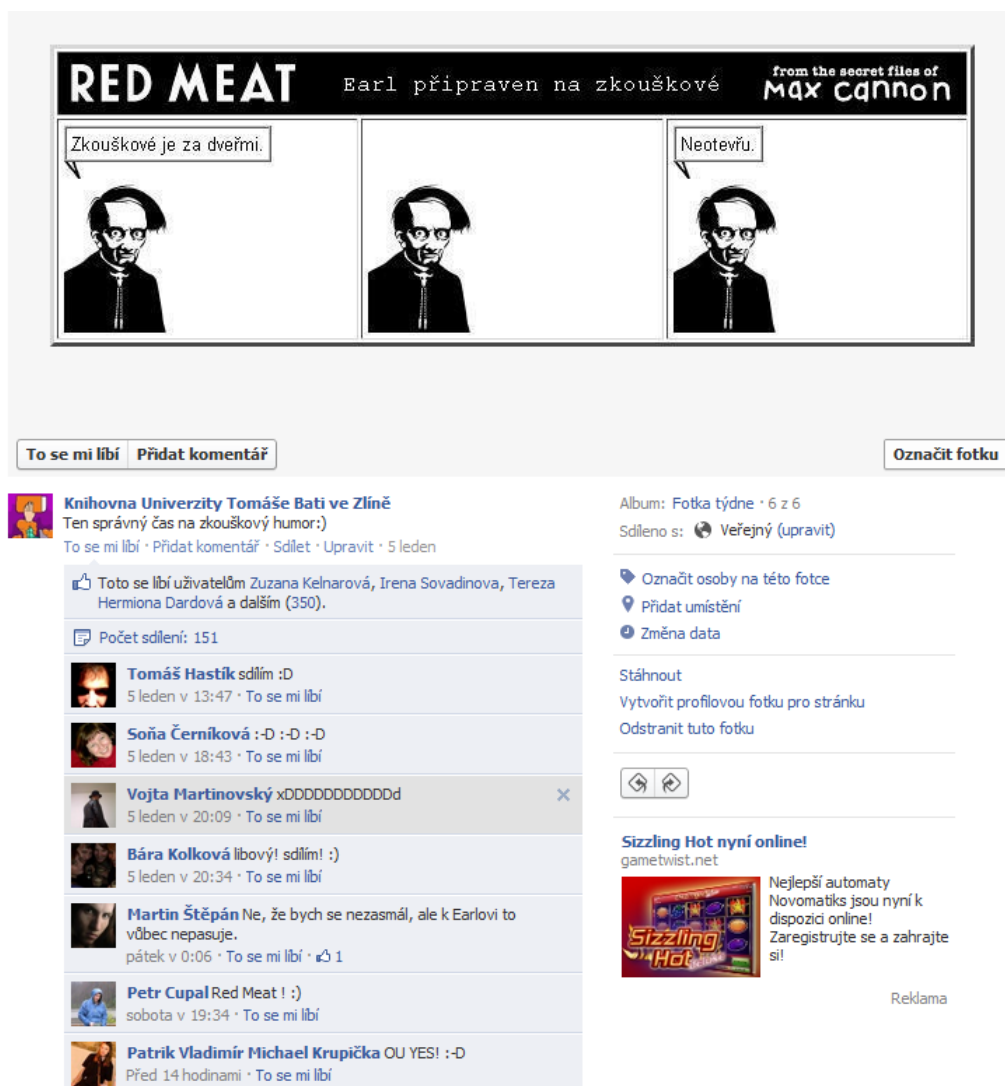 RED MEAT
Earl připraven na zkouškové
from the secret files of
Max cannon
Zkouškové je za dveřmi.
Neotevřu.
To se mi líbí
Přidat komentář
Označit fotku
Knihovna Univerzity Tomáše Bati ve Zlíně
Ten správný čas na zkouškový humor:)
To se mi líbí · Přidat komentář · Sdílet · Upravit · 5 leden
Toto se líbí uživatelům Zuzana Kelnarová, Irena Sovadinova, Tereza
Hermiona Dardová a dalším (350).
Počet sdílení: 151
Tomáš Hastík sdílím :D
5 leden v 13:47 · To se mi líbí
Soňa Černíková :-D :-D :-D
5 leden v 18:43 · To se mi líbí
Vojta Martinovský xDDDDDDDDDDDd
5 leden v 20:09 · To se mi líbí
Bára Kolková libový! sdílím! :)
5 leden v 20:34 · To se mi líbí
Martin Štěpán Ne, že bych se nezasmál, ale k Earlovi to
vůbec nepasuje.
pátek v 0:06 · To se mi líbí · 1
Petr Cupal Red Meat ! :)
sobota v 19:34 · To se mi líbí
Patrik Vladimír Michael Krupička OU YES! :-D
Před 14 hodinami · To se mi líbí
Album: Fotka týdne · 6 z 6
Sdíleno s: Veřejný (upravit)
Označit osoby na této fotce
Přidat umístění
Změna data
Stáhnout
Vytvořit profilovou fotku pro stránku
Odstranit tuto fotku
Sizzling Hot nyní online!
gametwist.net
Sizzling
Hot
Nejlepší automaty
Novomatiks jsou nyní k
dispozici online!
Zaregistrujte se a zahrajte
si!
Reklama